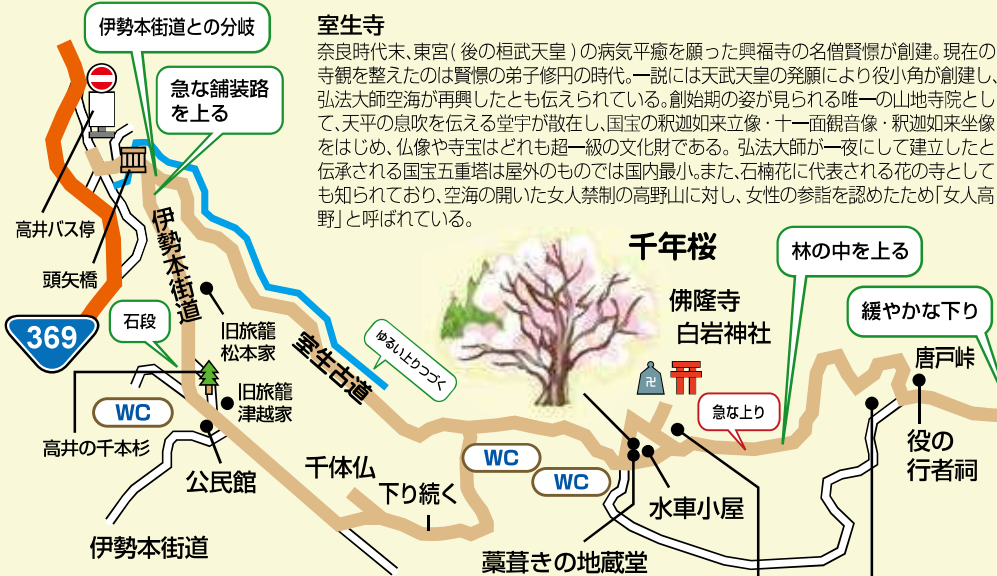 室生寺
奈良時代末、東宮(後の桓武天皇)の病気平癒を願った興福寺の名僧賢憬が創建。現在の
寺観を整えたのは賢憬の弟子修円の時代。一説には天武天皇の発願により役小角が創建し、
弘法大師空海が再興したとも伝えられている。創始期の姿が見られる唯一の山地寺院とし
て、天平の息吹を伝える堂宇が散在し、国宝の釈迦如来立像・十一面観音像・釈迦如来坐像
をはじめ、仏像や寺宝はどれも超一級の文化財である。弘法大師が一夜にして建立したと
伝承される国宝五重塔は屋外のものでは国内最小。また、石楠花に代表される花の寺として
も知られており、空海の開いた女人禁制の高野山に対し、女性の参詣を認めたため「女人高
野」と呼ばれている。
伊勢本街道との分岐
急な舗装路
を上る
高井バス停
頭矢橋
伊勢本街道
369
石段
旧旅籠
松本家
室生古道
ゆるい上りつづく
千年桜
佛隆寺
白岩神社
卍
林の中を上る
緩やかな下り
唐戸峠
急な上り
役の
行者祠
WC
旧旅籠
津越家
高井の千本杉
公民館
千体仏
下り続く
WC
WC
水車小屋
藁葺きの地蔵堂
伊勢本街道